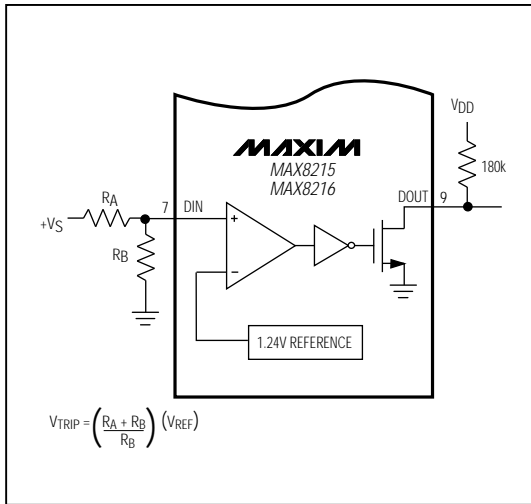 VDD
MAXIM
MAX8215
MAX8216
180k
RA
7 DIN
DOUT 9
+VS
+
RB
−
1.24V REFERENCE
VTRIP = (RA + RB / RB) (VREF)